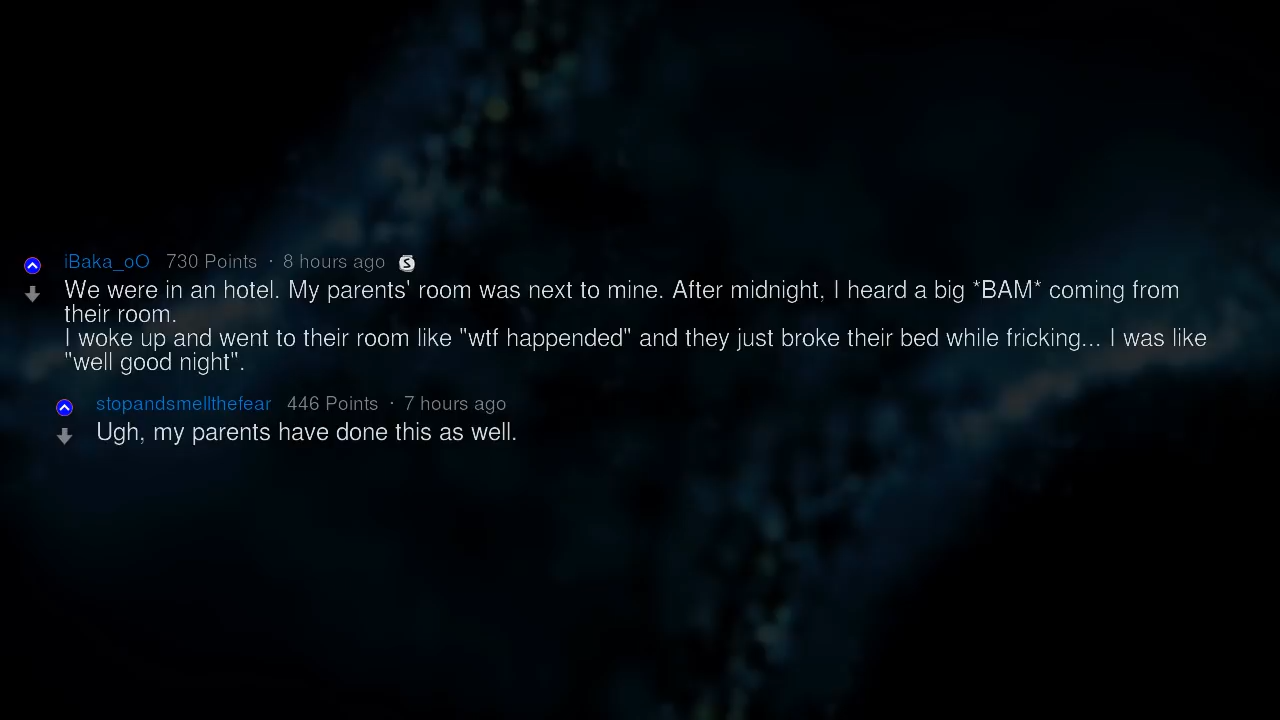 iBaka_oO 730 Points · 8 hours ago
We were in an hotel. My parents' room was next to mine. After midnight, I heard a big *BAM* coming from
their room.
I woke up and went to their room like "wtf happended" and they just broke their bed while fricking... I was like
"well good night".
stopandsmellthefear 446 Points · 7 hours ago
Ugh, my parents have done this as well.